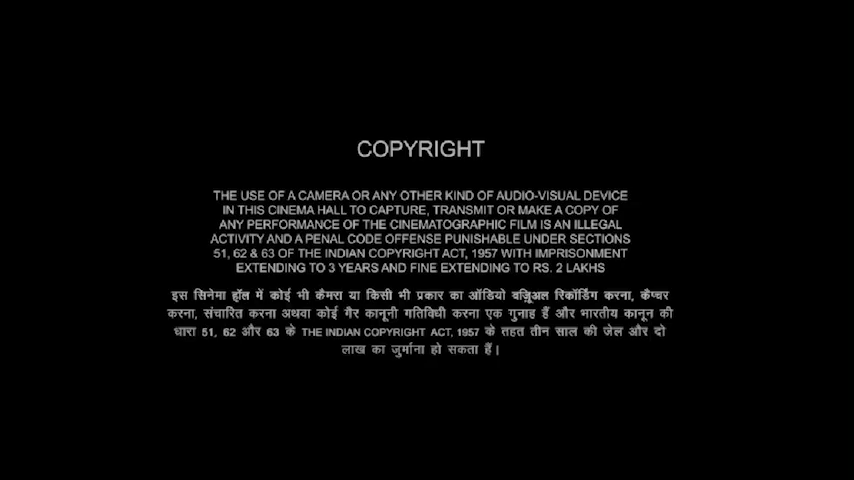 COPYRIGHT
THE USE OF A CAMERA OR ANY OTHER KIND OF AUDIO-VISUAL DEVICE
IN THIS CINEMA HALL TO CAPTURE, TRANSMIT OR MAKE A COPY OF
ANY PERFORMANCE OF THE CINEMATOGRAPHIC FILM IS AN ILLEGAL
ACTIVITY AND A PENAL CODE OFFENSE PUNISHABLE UNDER SECTIONS
51, 62 & 63 OF THE INDIAN COPYRIGHT ACT, 1957 WITH IMPRISONMENT
EXTENDING TO 3 YEARS AND FINE EXTENDING TO RS. 2 LAKHS
इस सिनेमा हॉल में कोई भी कैमरा या किसी भी प्रकार का ऑडियो वज़िुअल रिकॉर्डिंग करना, कैप्चर
करना, संचारित करना अथवा कोई गैर कानूनी गतिविधी करना एक गुनाह हैं और भारतीय कानून की
धारा 51, 62 और 63 के THE INDIAN COPYRIGHT ACT, 1957 के तहत तीन साल की जेल और दो
लाख का जुर्माना हो सकता हैं।